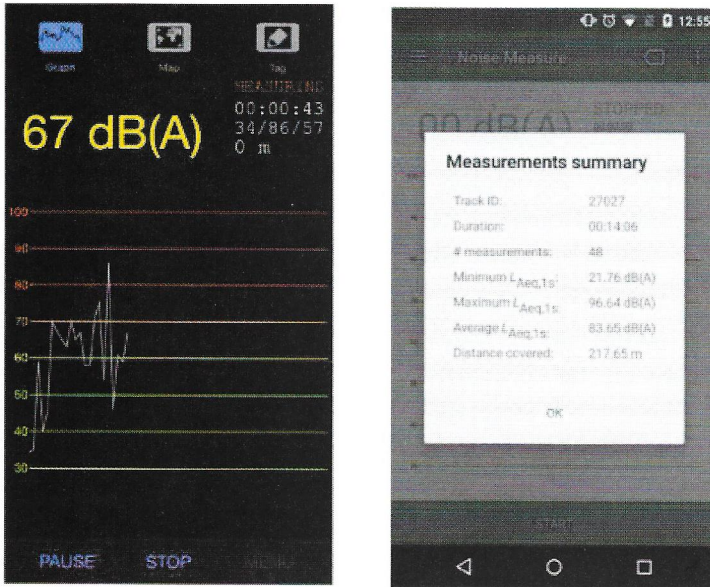 Graph Map Tag
MEASURING
00:00:43
67 dB(A)
34/86/57
0 m
100
90
80
70
60
50
40
30
PAUSE STOP MENU
12:55
Noise Measure
STOPPED
Measurements summary
Track ID: 27027
Duration: 00:14:06
# measurements: 48
Minimum LAeq,1s: 21.76 dB(A)
Maximum LAeq,1s: 96.64 dB(A)
Average LAeq,1s: 83.65 dB(A)
Distance covered: 217.65 m
OK
START